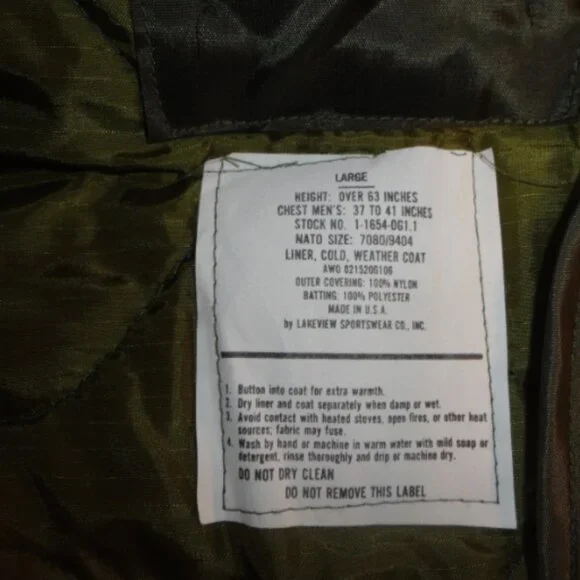 LARGE
HEIGHT: OVER 63 INCHES
CHEST MEN'S: 37 TO 41 INCHES
STOCK NO. 1-1654-OG1.1
NATO SIZE: 7080/9404
LINER, COLD, WEATHER COAT
AWO 821520G106
OUTER COVERING: 100% NYLON
BATTING: 100% POLYESTER
MADE IN U.S.A.
by LAKEVIEW SPORTSWEAR CO., INC.
1. Button into coat for extra warmth.
2. Dry liner and coat separately when damp or wet.
3. Avoid contact with heated stoves, open fires, or other heat
sources; fabric may fuse.
4. Wash by hand or machine in warm water with mild soap or
detergent, rinse thoroughly and drip or machine dry.
DO NOT DRY CLEAN
DO NOT REMOVE THIS LABEL